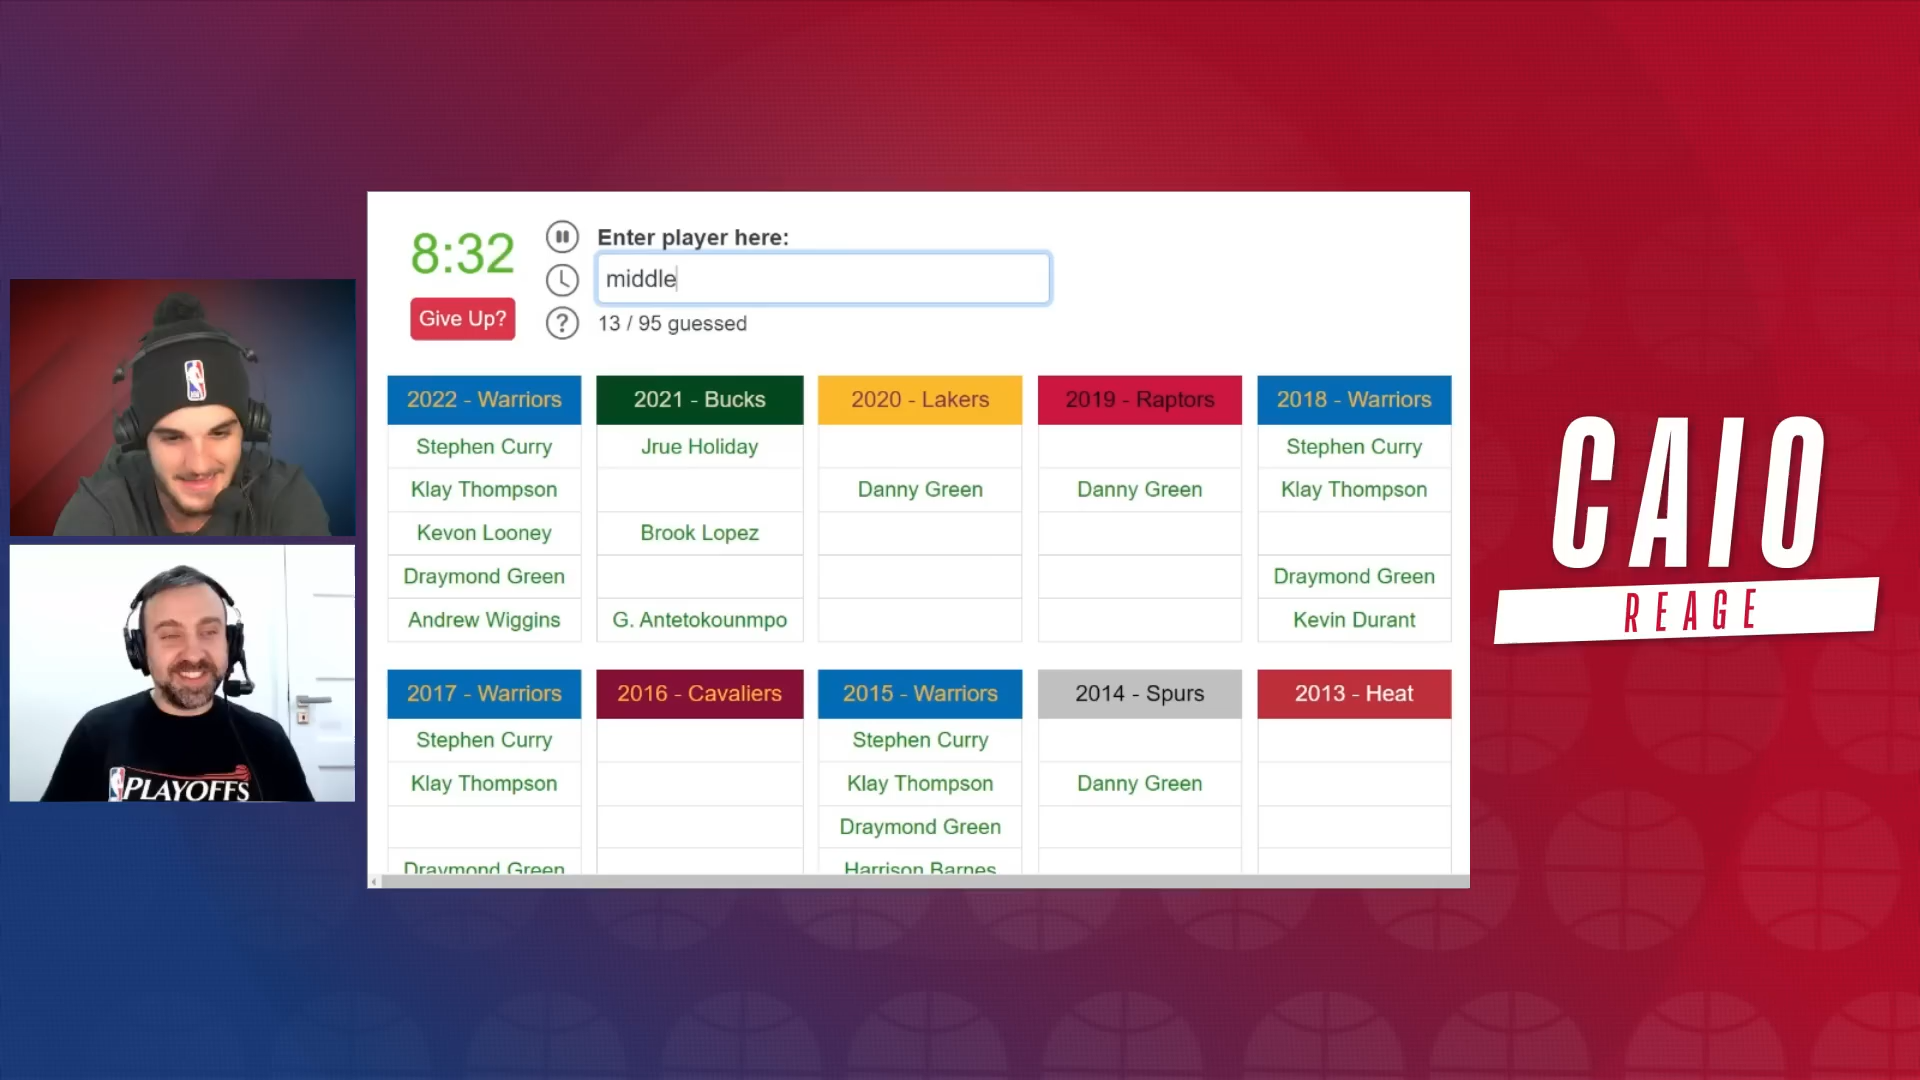 8:32
Give Up?
Enter player here:
middle
13 / 95 guessed
2022 - Warriors
Stephen Curry
Klay Thompson
Kevon Looney
Draymond Green
Andrew Wiggins
2021 - Bucks
Jrue Holiday
Brook Lopez
G. Antetokounmpo
2020 - Lakers
Danny Green
2019 - Raptors
Danny Green
2018 - Warriors
Stephen Curry
Klay Thompson
Draymond Green
Kevin Durant
2017 - Warriors
Stephen Curry
Klay Thompson
Draymond Green
2016 - Cavaliers
2015 - Warriors
Stephen Curry
Klay Thompson
Draymond Green
Harrison Barnes
2014 - Spurs
Danny Green
2013 - Heat
PLAYOFFS
CAIO
REAGE